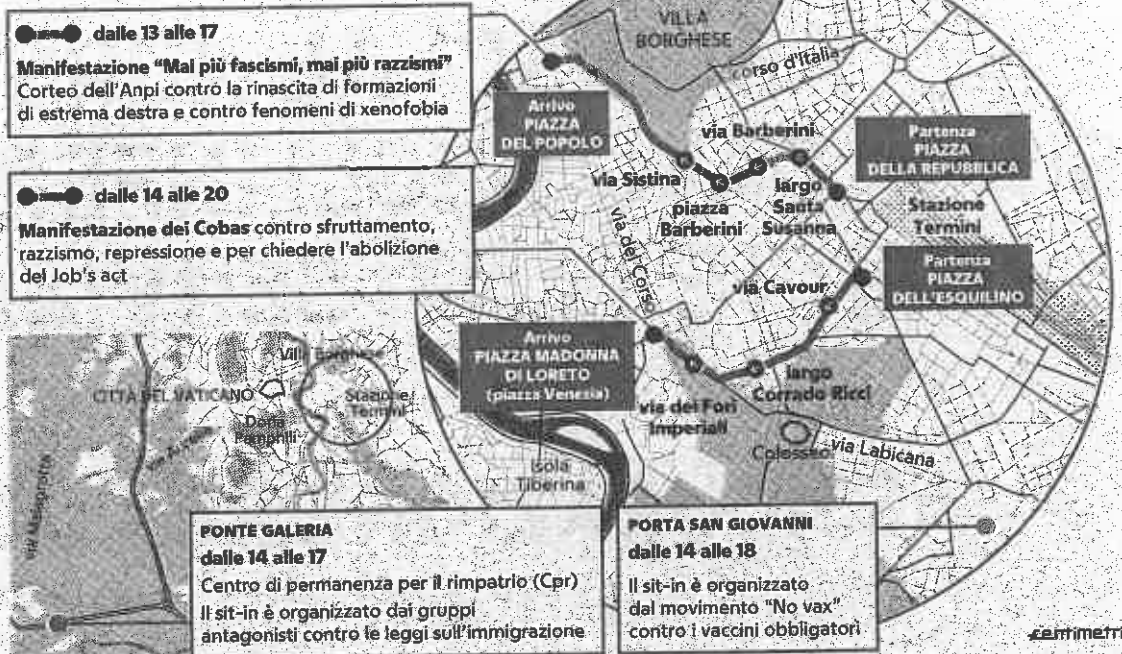 dalle 13 alle 17
Manifestazione "Mai più fascismi, mai più razzismi"
Corteo dell'Anpi contro la rinascita di formazioni
di estrema destra e contro fenomeni di xenofobia
dalle 14 alle 20
Manifestazione dei Cobas contro sfruttamento,
razzismo, repressione e per chiedere l'abolizione
del Job's act
VILLA
BORGHESE
corso d'Italia
Arrivo
PIAZZA
DEL POPOLO
via Barberini
Partenza
PIAZZA
DELLA REPUBBLICA
via Sistina
piazza
Barberini
largo
Santa
Susanna
Stazione
Termini
via del Corso
Partenza
PIAZZA
DELL'ESQUILINO
via Cavour
Arrivo
PIAZZA MADONNA
DI LORETO
(piazza Venezia)
largo
Corrado Ricci
via dei Fori
Imperiali
Colosseo
via Labicana
Isola
Tiberina
Villa Borghese
CITTÀ DEL VATICANO
Stazione
Termini
Doria
Pamphili
via Aurelia
via Malagrotta
PONTE GALERIA
dalle 14 alle 17
Centro di permanenza per il rimpatrio (Cpr)
Il sit-in è organizzato dai gruppi
antagonisti contro le leggi sull'immigrazione
PORTA SAN GIOVANNI
dalle 14 alle 18
Il sit-in è organizzato
dal movimento "No vax"
contro i vaccini obbligatori
centimetri